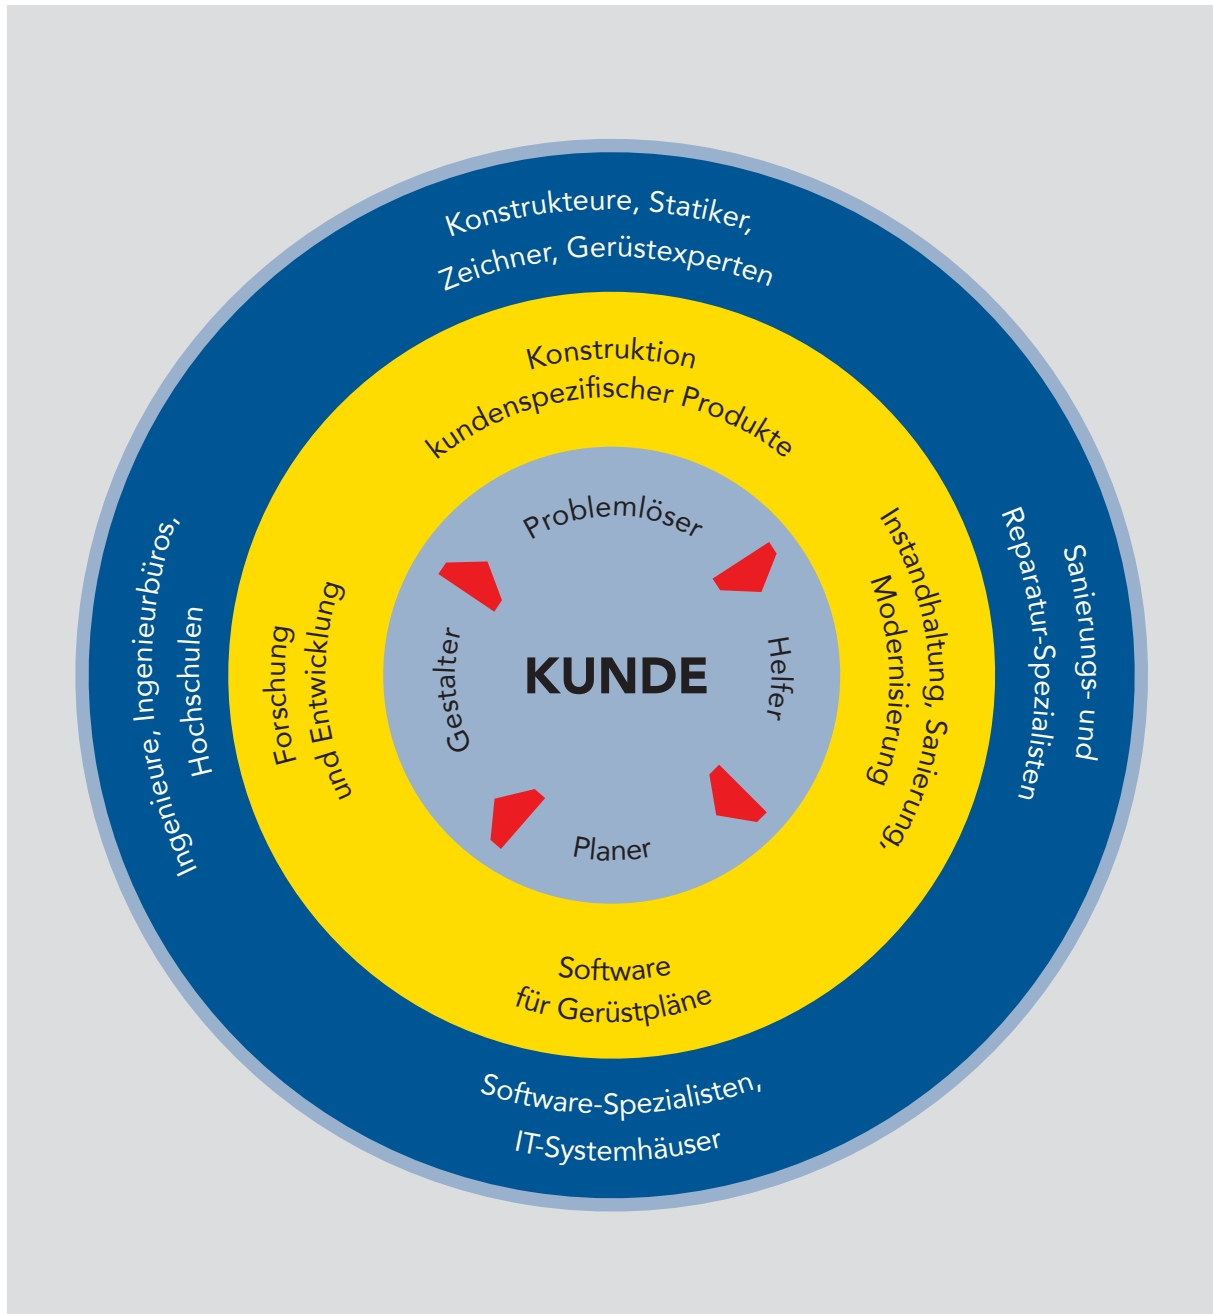 Konstrukteure, Statiker,
Zeichner, Gerüstexperten
Konstruktion
kundenspezifischer Produkte
Problemlöser
Ingenieure, Ingenieurbüros,
Hochschulen
Forschung
und Entwicklung
Gestalter
KUNDE
Helfer
Instandhaltung, Sanierung,
Modernisierung
Sanierungs- und
Reparatur-Spezialisten
Planer
Software
für Gerüstpläne
Software-Spezialisten,
IT-Systemhäuser